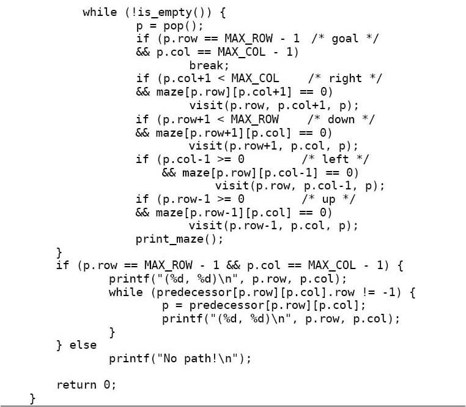 while (!is_empty()) {
p = pop();
if (p.row == MAX_ROW - 1  /* goal */
&& p.col == MAX_COL - 1)
break;
if (p.col+1 < MAX_COL    /* right */
&& maze[p.row][p.col+1] == 0)
visit(p.row, p.col+1, p);
if (p.row+1 < MAX_ROW    /* down */
&& maze[p.row+1][p.col] == 0)
visit(p.row+1, p.col, p);
if (p.col-1 >= 0        /* left */
&& maze[p.row][p.col-1] == 0)
visit(p.row, p.col-1, p);
if (p.row-1 >= 0        /* up */
&& maze[p.row-1][p.col] == 0)
visit(p.row-1, p.col, p);
print_maze();
}
if (p.row == MAX_ROW - 1 && p.col == MAX_COL - 1) {
printf("(%d, %d)\n", p.row, p.col);
while (predecessor[p.row][p.col].row != -1) {
p = predecessor[p.row][p.col];
printf("(%d, %d)\n", p.row, p.col);
}
} else
printf("No path!\n");
return 0;
}